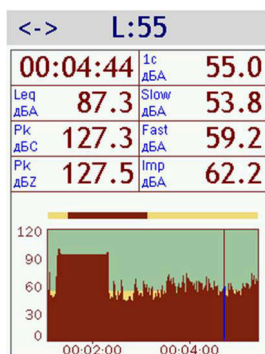 <-> L:55
00:04:44 1с дБА 55.0
Leq дБА 87.3 Slow дБА 53.8
Pk дБC 127.3 Fast дБА 59.2
Pk дБZ 127.5 Imp дБА 62.2
120
90
60
30
0
00:02:00 00:04:00